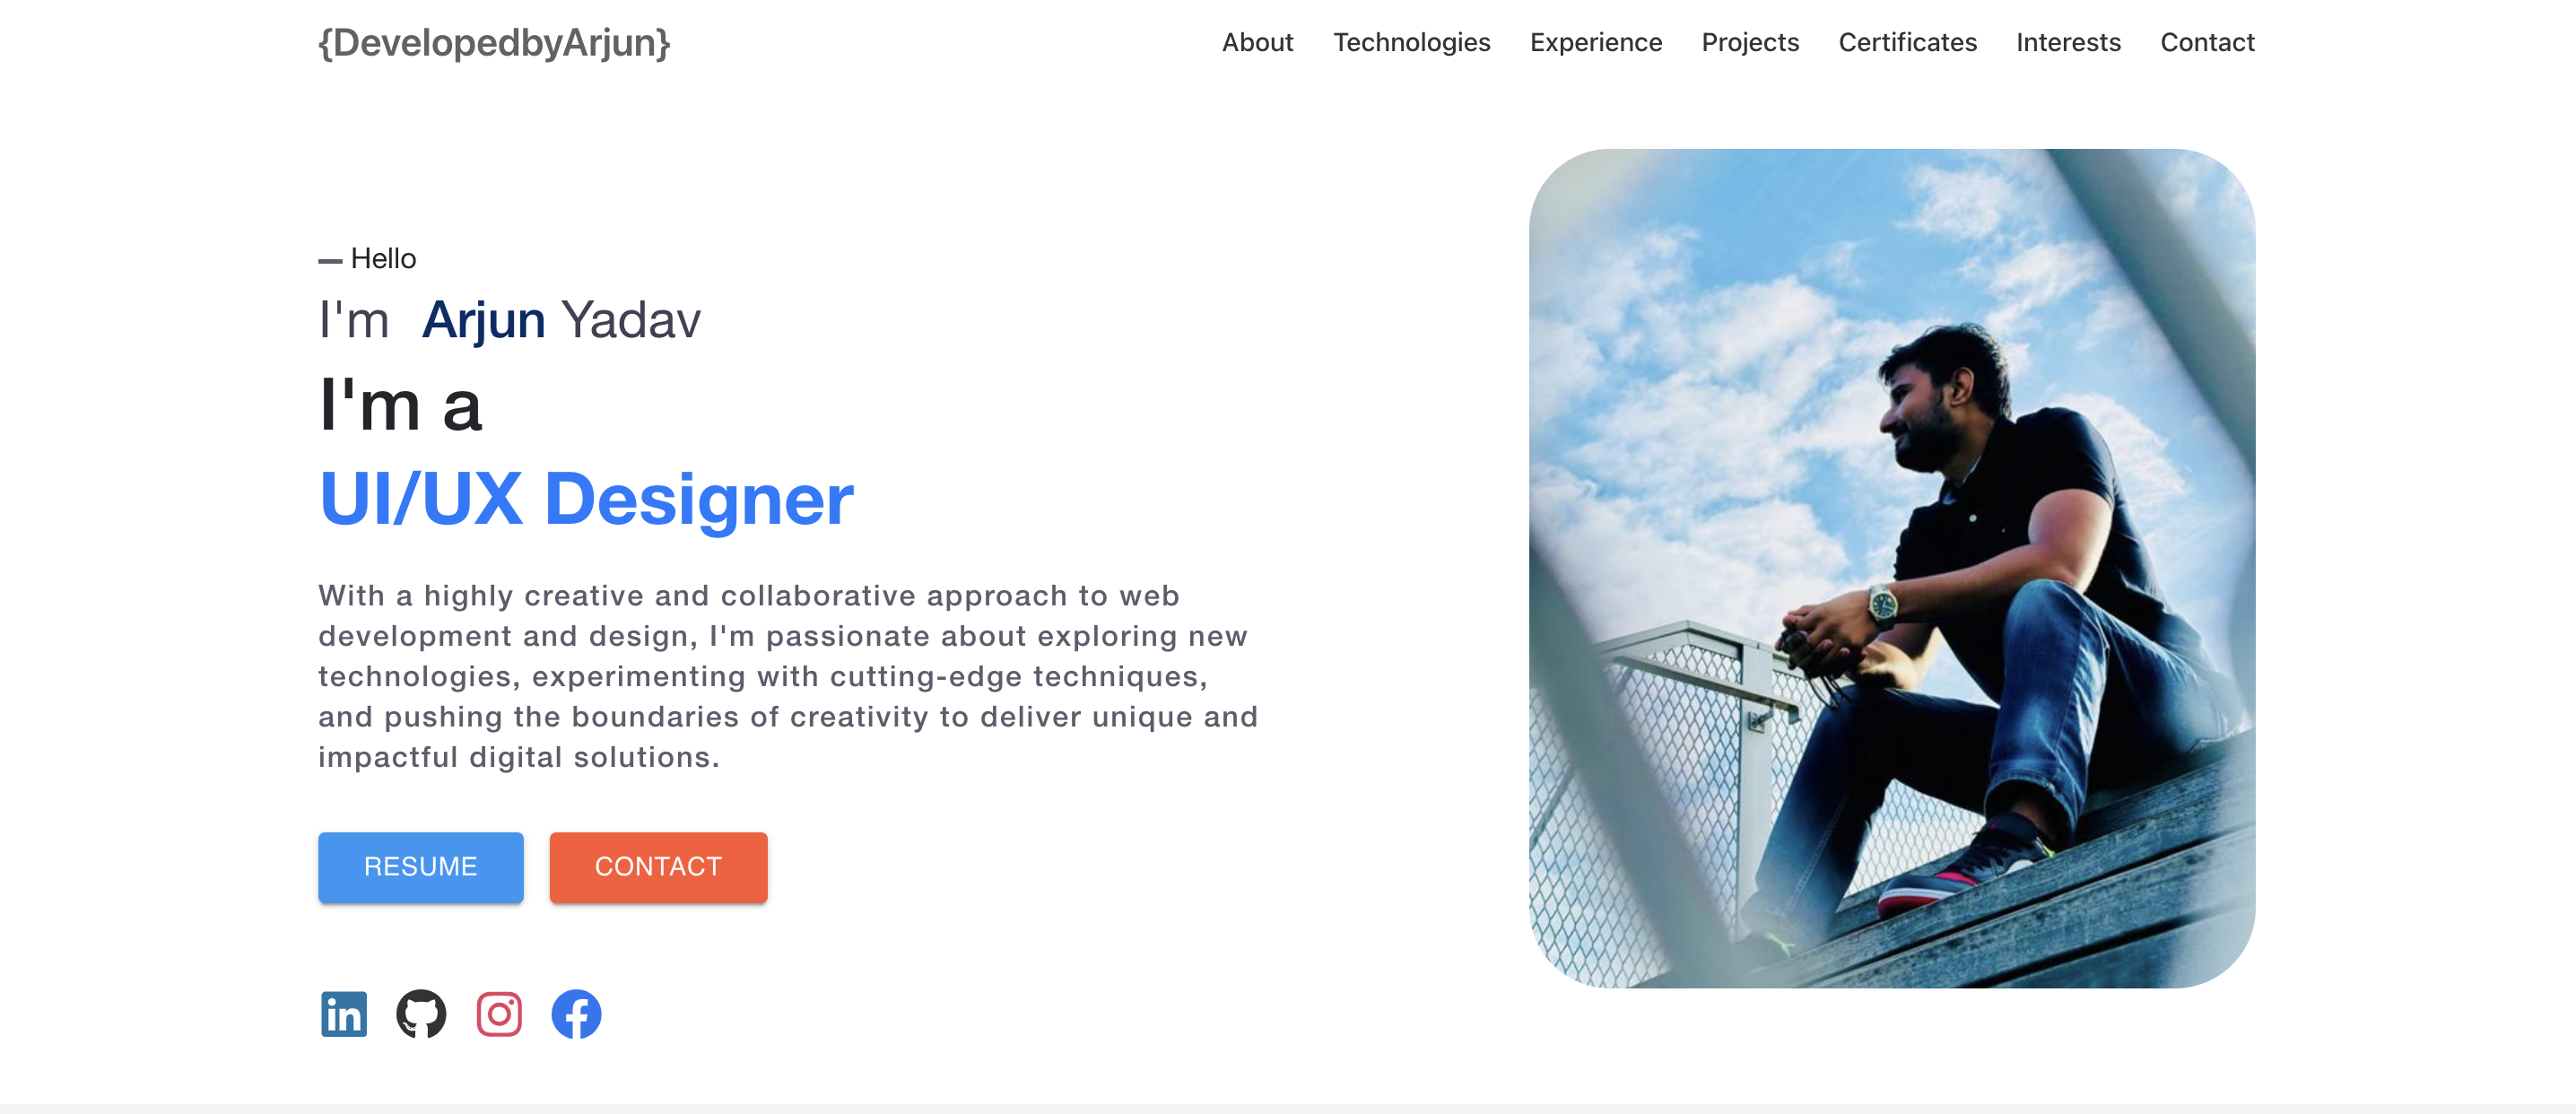 {DevelopedbyArjun}
About Technologies Experience Projects Certificates Interests Contact
Hello
I'm Arjun Yadav
I'm a
UI/UX Designer
With a highly creative and collaborative approach to web
development and design, I'm passionate about exploring new
technologies, experimenting with cutting-edge techniques,
and pushing the boundaries of creativity to deliver unique and
impactful digital solutions.
RESUME CONTACT
in